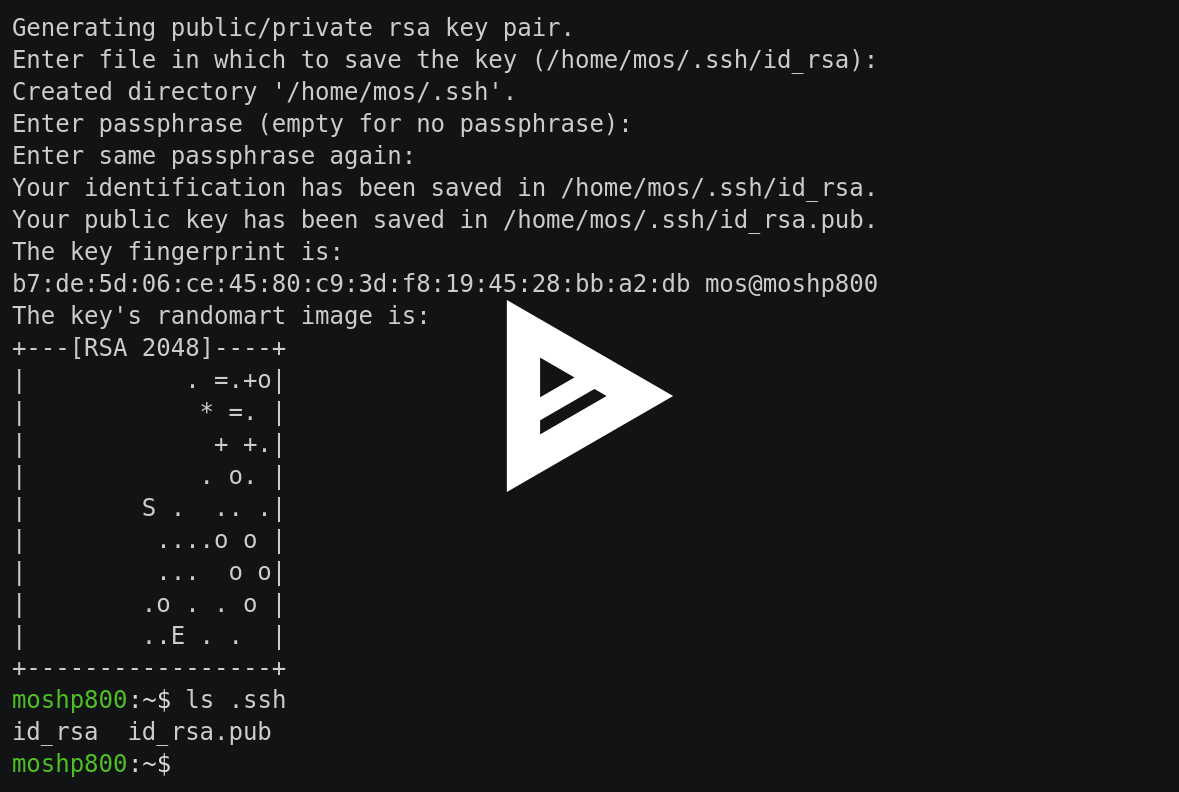 Generating public/private rsa key pair.
Enter file in which to save the key (/home/mos/.ssh/id_rsa):
Created directory '/home/mos/.ssh'.
Enter passphrase (empty for no passphrase):
Enter same passphrase again:
Your identification has been saved in /home/mos/.ssh/id_rsa.
Your public key has been saved in /home/mos/.ssh/id_rsa.pub.
The key fingerprint is:
b7:de:5d:06:ce:45:80:c9:3d:f8:19:45:28:bb:a2:db mos@moshp800
The key's randomart image is:
+---[RSA 2048]----+
|           . =.+o|
|            * =. |
|             + +.|
|            . o. |
|        S .  .. .|
|         ....o o |
|         ...  o o|
|        .o . . o |
|        ..E . .  |
+-----------------+
moshp800:~$ ls .ssh
id_rsa  id_rsa.pub
moshp800:~$